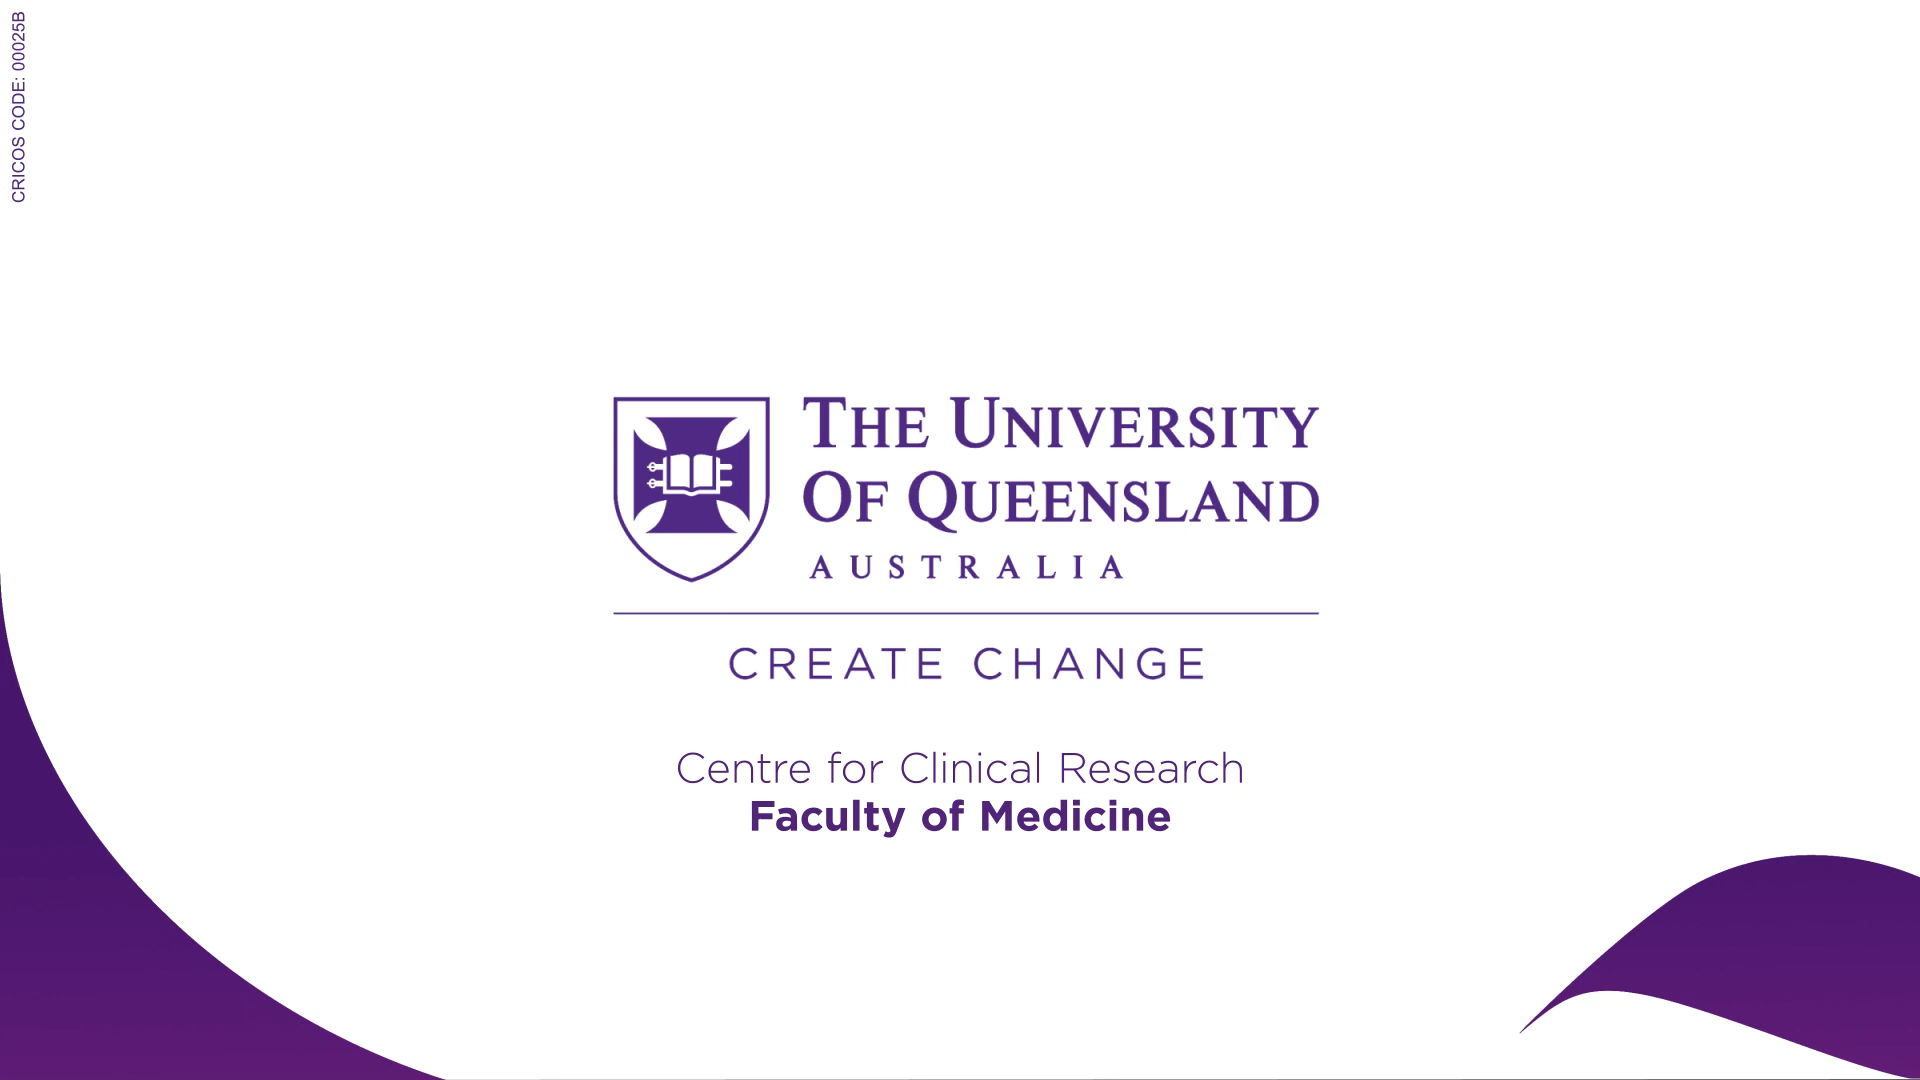 CRICOS CODE: 00025B
THE UNIVERSITY
OF QUEENSLAND
AUSTRALIA
CREATE CHANGE
Centre for Clinical Research
Faculty of Medicine